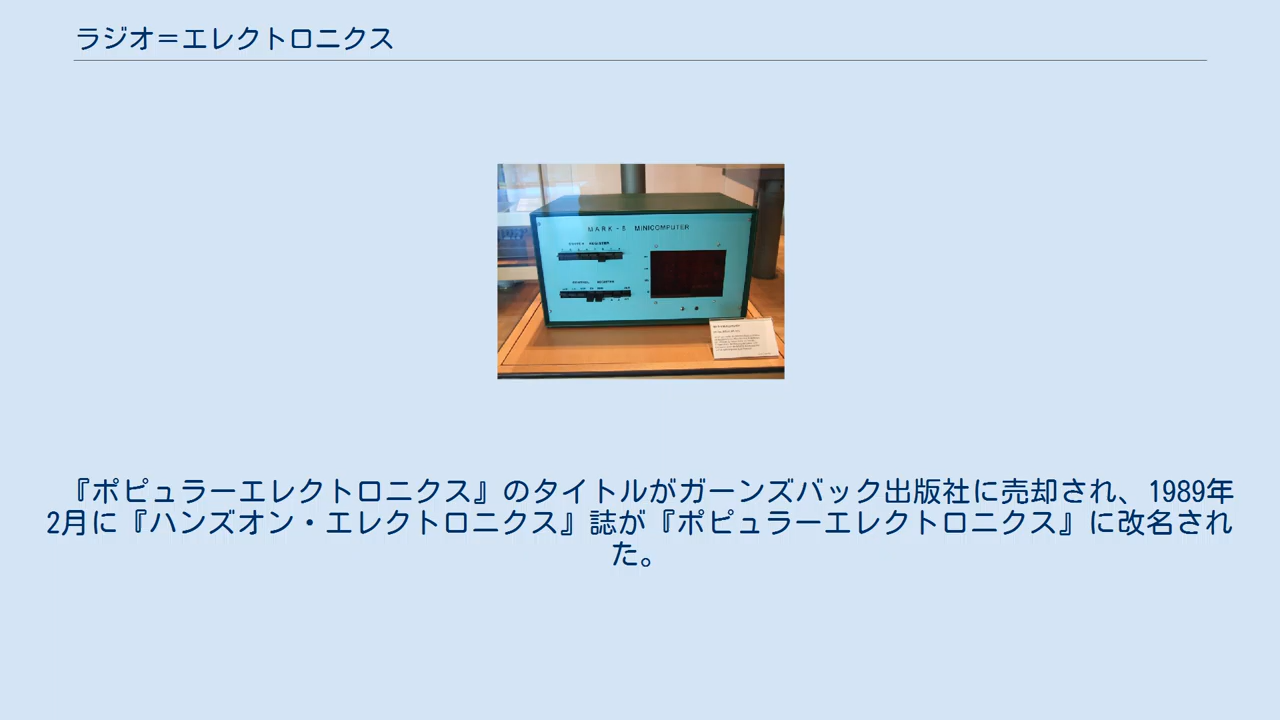 ラジオ＝エレクトロニクス
MARK-8 MINICOMPUTER
『ポピュラーエレクトロニクス』のタイトルがガーンズバック出版社に売却され、1989年
2月に『ハンズオン・エレクトロニクス』誌が『ポピュラーエレクトロニクス』に改名され
た。